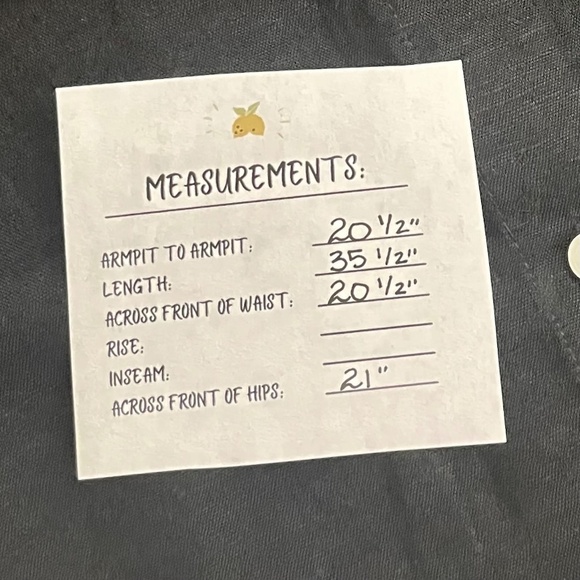 MEASUREMENTS:
ARMPIT TO ARMPIT: 20 1/2"
LENGTH: 35 1/2"
ACROSS FRONT OF WAIST: 20 1/2"
RISE:
INSEAM:
ACROSS FRONT OF HIPS: 21"